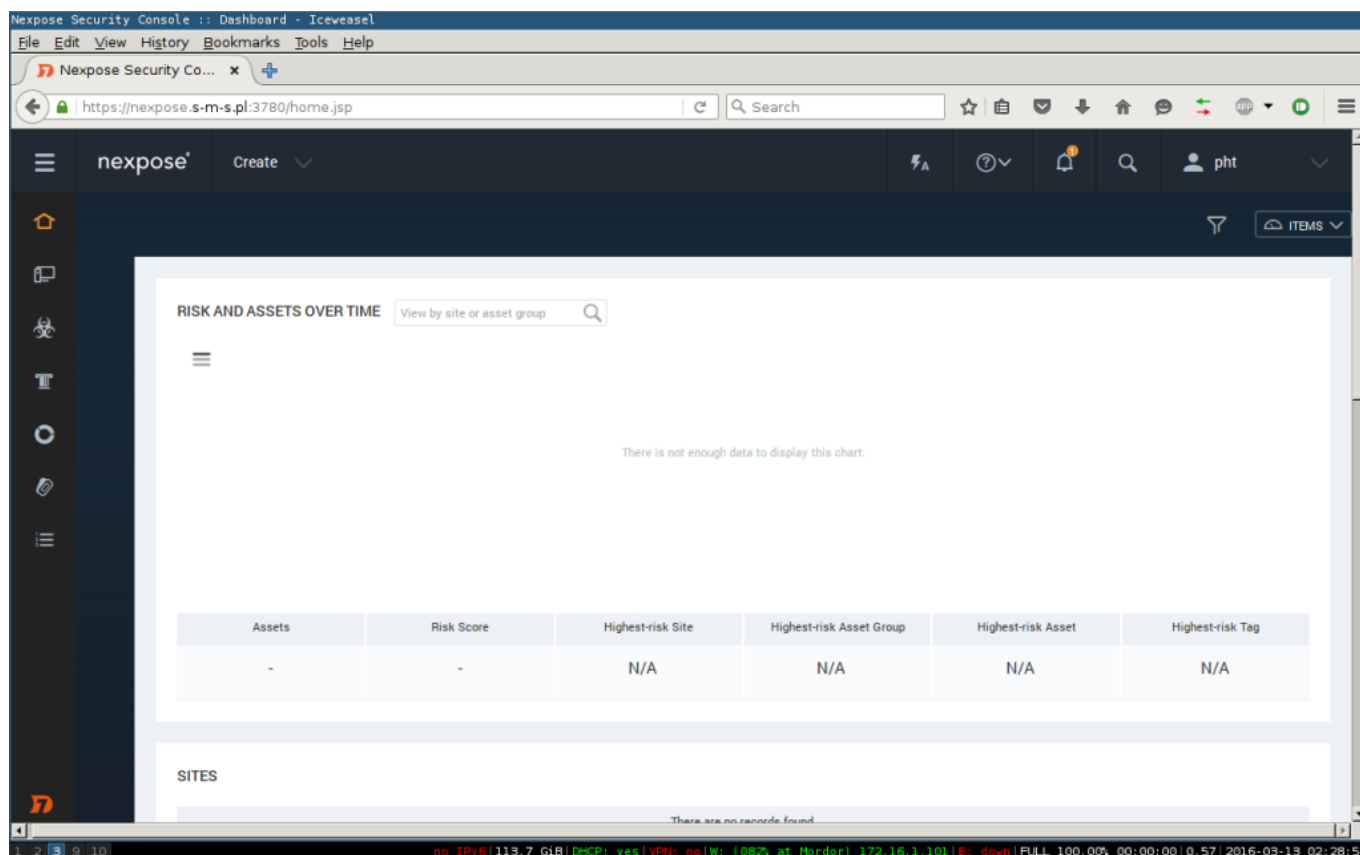 Nexpose Security Console :: Dashboard - Iceweasel
File Edit View History Bookmarks Tools Help
Nexpose Security Co...
https://nexpose.s-m-s.pl:3780/home.jsp Search
nexpose Create A 1 pht
ITEMS
RISK AND ASSETS OVER TIME View by site or asset group
There is not enough data to display this chart.
Assets Risk Score Highest-risk Site Highest-risk Asset Group Highest-risk Asset Highest-risk Tag
- - N/A N/A N/A N/A
SITES
There are no records found
1 2 3 9 10 no IPv6|113.7 GiB|DHCP: yes|VPN: no|W: (082% at Mordor) 172.16.1.101|E: down|FULL 100.00% 00:00:00|0.57|2016-03-13 02:28:5